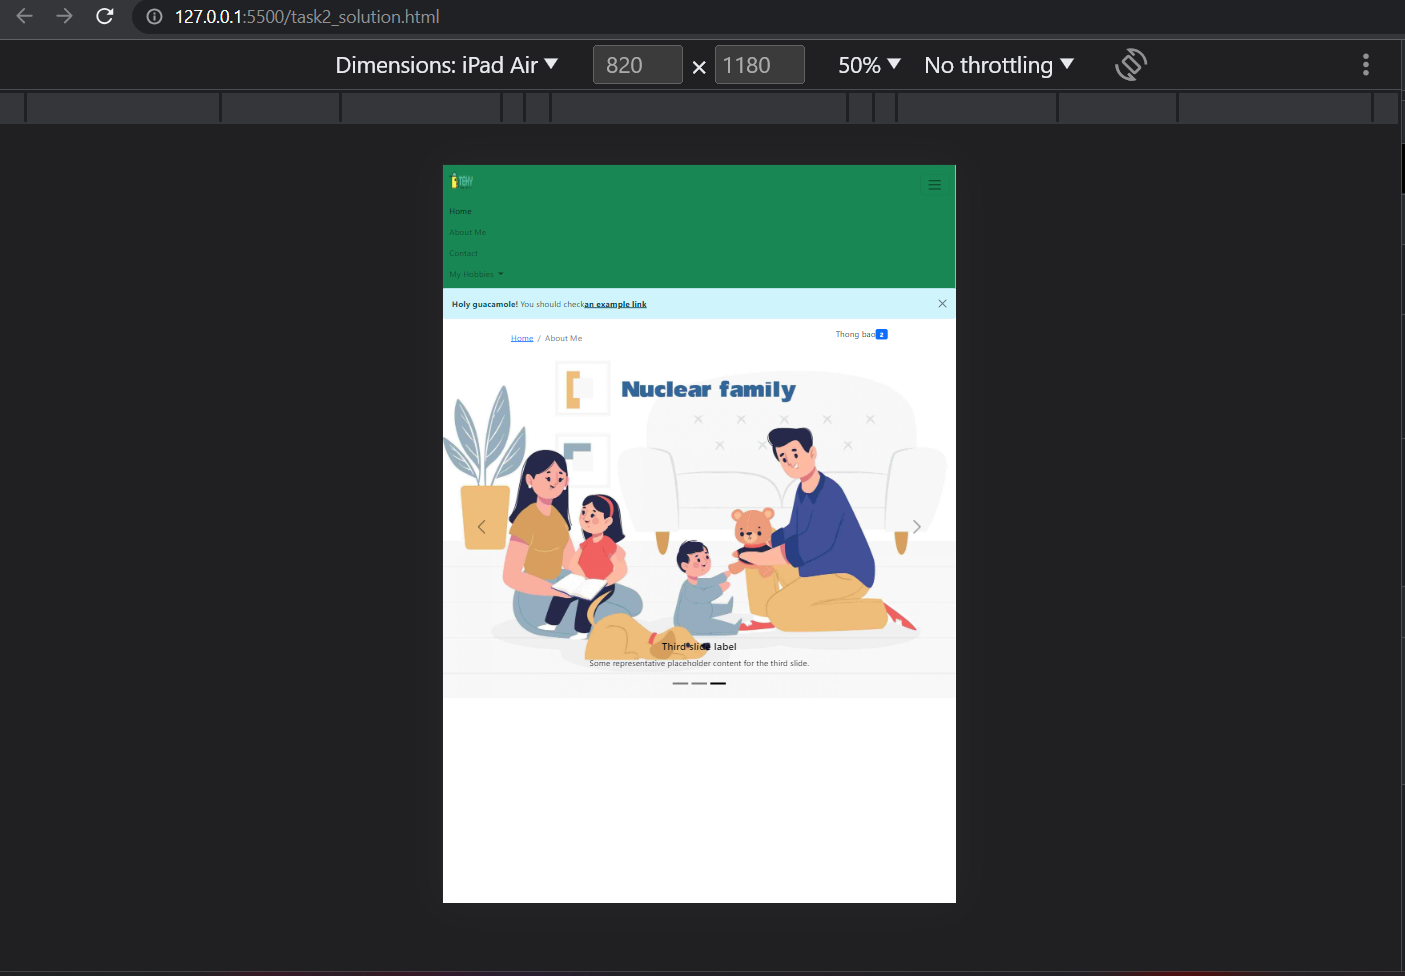 127.0.0.1:5500/task2_solution.html
Dimensions: iPad Air 820 × 1180 50% No throttling
TEHY
Home
About Me
Contact
My Hobbies
Holy guacamole! You should checkan example link
Home / About Me
Thong bao 2
Nuclear family
Third slide label
Some representative placeholder content for the third slide.